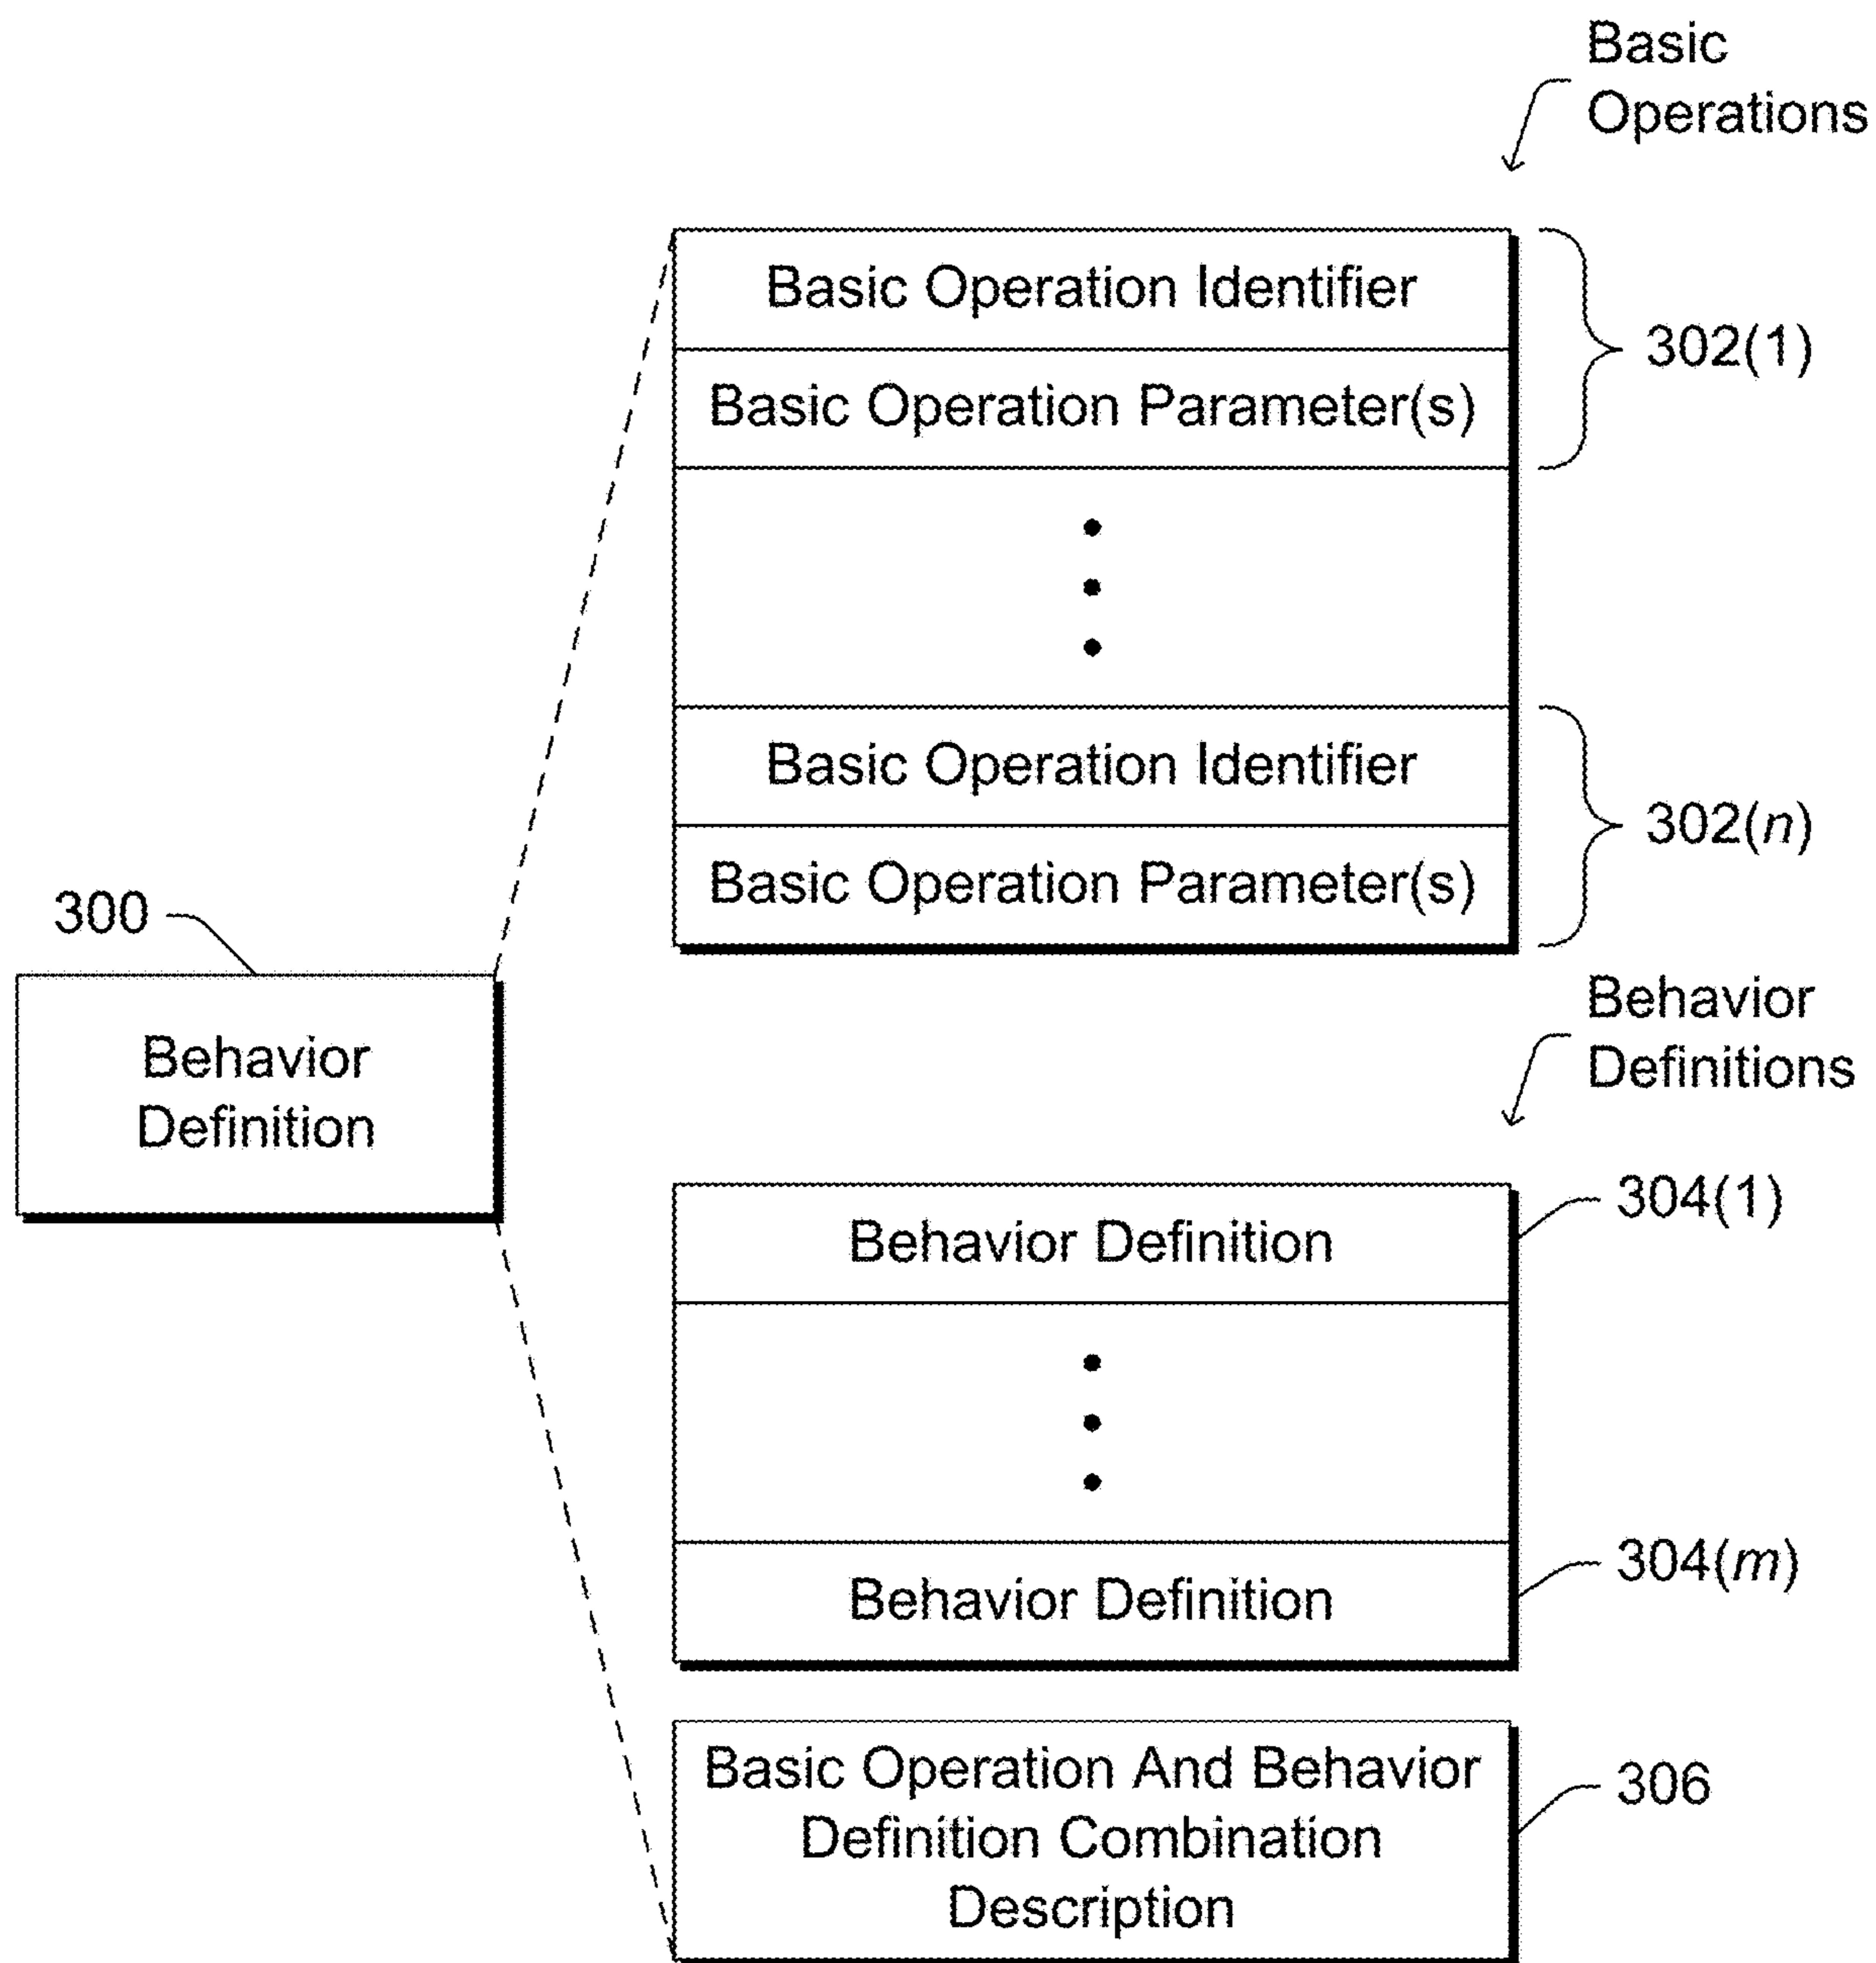 Basic
Operations
Basic Operation Identifier
302(1)
Basic Operation Parameter(s)
Basic Operation Identifier
302(n)
Basic Operation Parameter(s)
300
Behavior
Definition
Behavior
Definitions
304(1)
Behavior Definition
304(m)
Behavior Definition
Basic Operation And Behavior
Definition Combination
Description
306